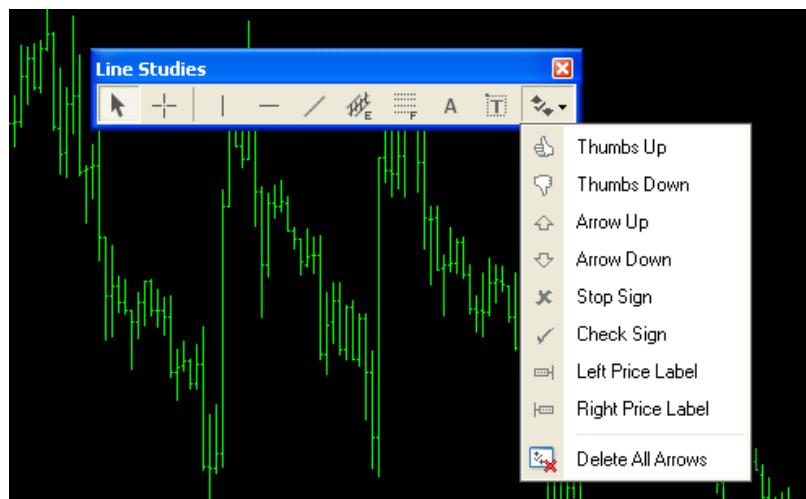 Line Studies
E
F
A
T
Thumbs Up
Thumbs Down
Arrow Up
Arrow Down
Stop Sign
Check Sign
Left Price Label
Right Price Label
Delete All Arrows